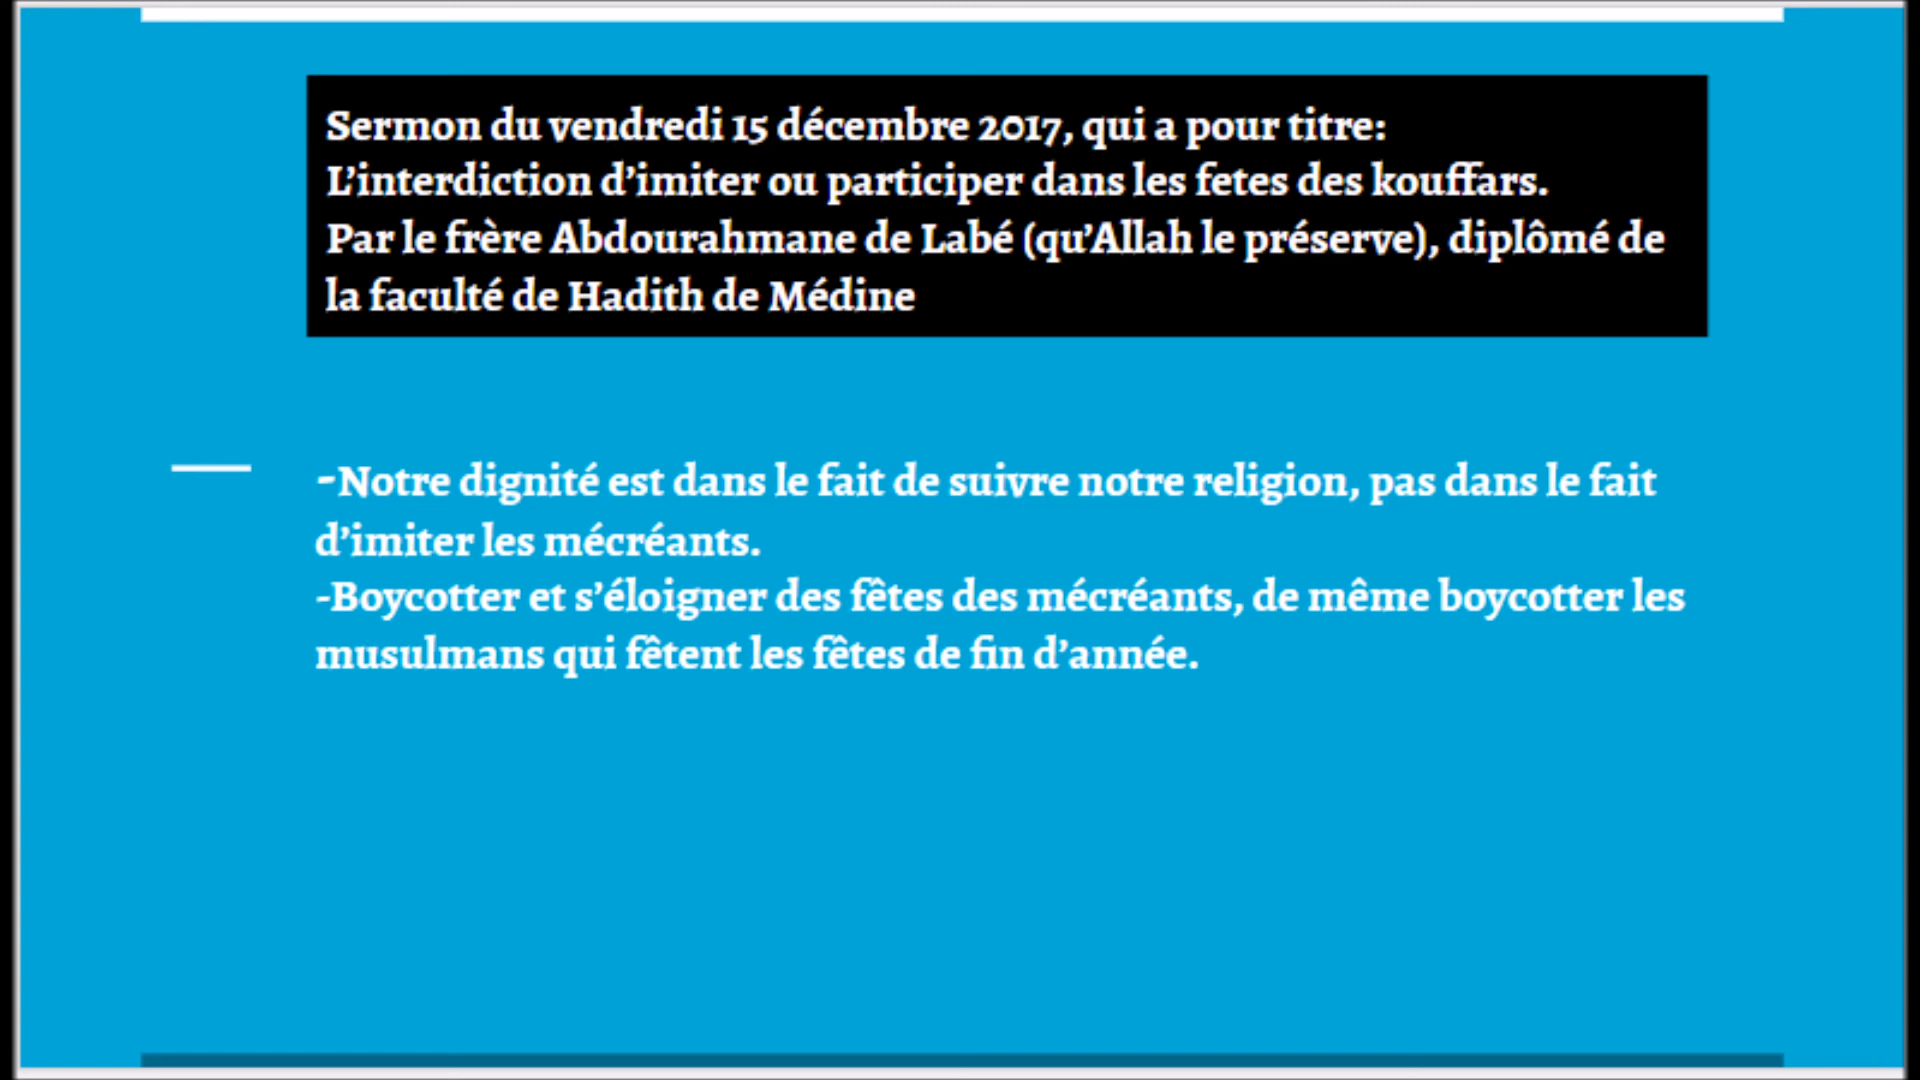 Sermon du vendredi 15 décembre 2017, qui a pour titre:
L’interdiction d’imiter ou participer dans les fetes des kouffars.
Par le frère Abdourahmane de Labé (qu’Allah le préserve), diplômé de
la faculté de Hadith de Médine
-Notre dignité est dans le fait de suivre notre religion, pas dans le fait
d’imiter les mécréants.
-Boycotter et s’éloigner des fêtes des mécréants, de même boycotter les
musulmans qui fêtent les fêtes de fin d’année.